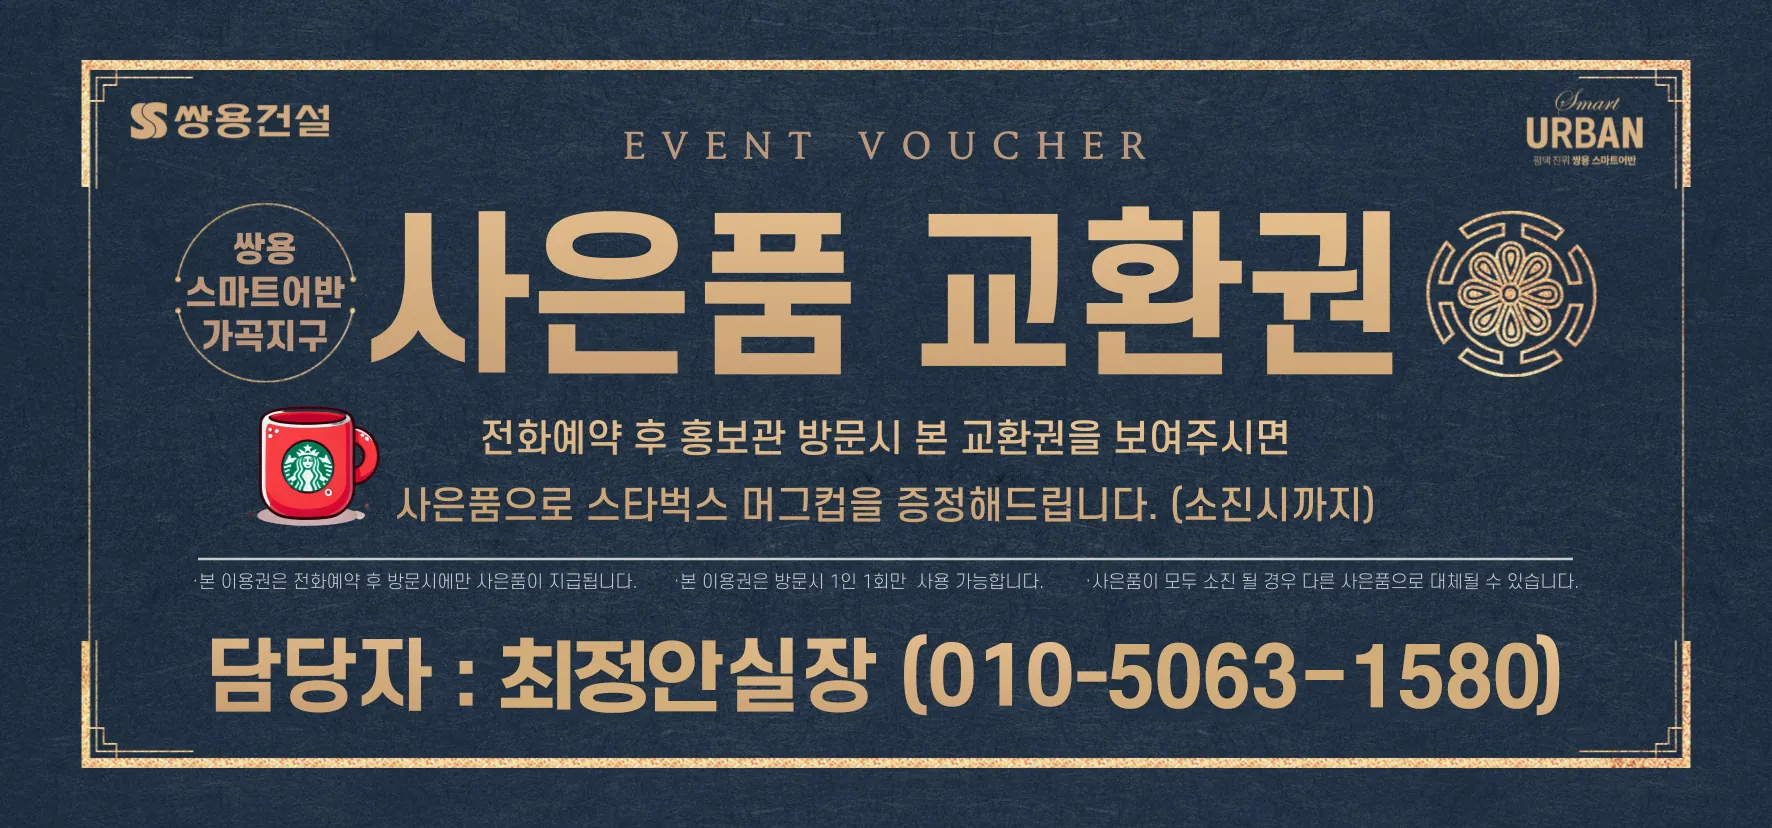 쌍용건설
Smart
URBAN
평택 진위 쌍용 스마트어반
EVENT VOUCHER
쌍용
스마트어반
가곡지구
사은품 교환권
전화예약 후 홍보관 방문시 본 교환권을 보여주시면
사은품으로 스타벅스 머그컵을 증정해드립니다. (소진시까지)
·본 이용권은 전화예약 후 방문시에만 사은품이 지급됩니다. ·본 이용권은 방문시 1인 1회만 사용 가능합니다. ·사은품이 모두 소진 될 경우 다른 사은품으로 대체될 수 있습니다.
담당자 : 최정안실장 (010-5063-1580)